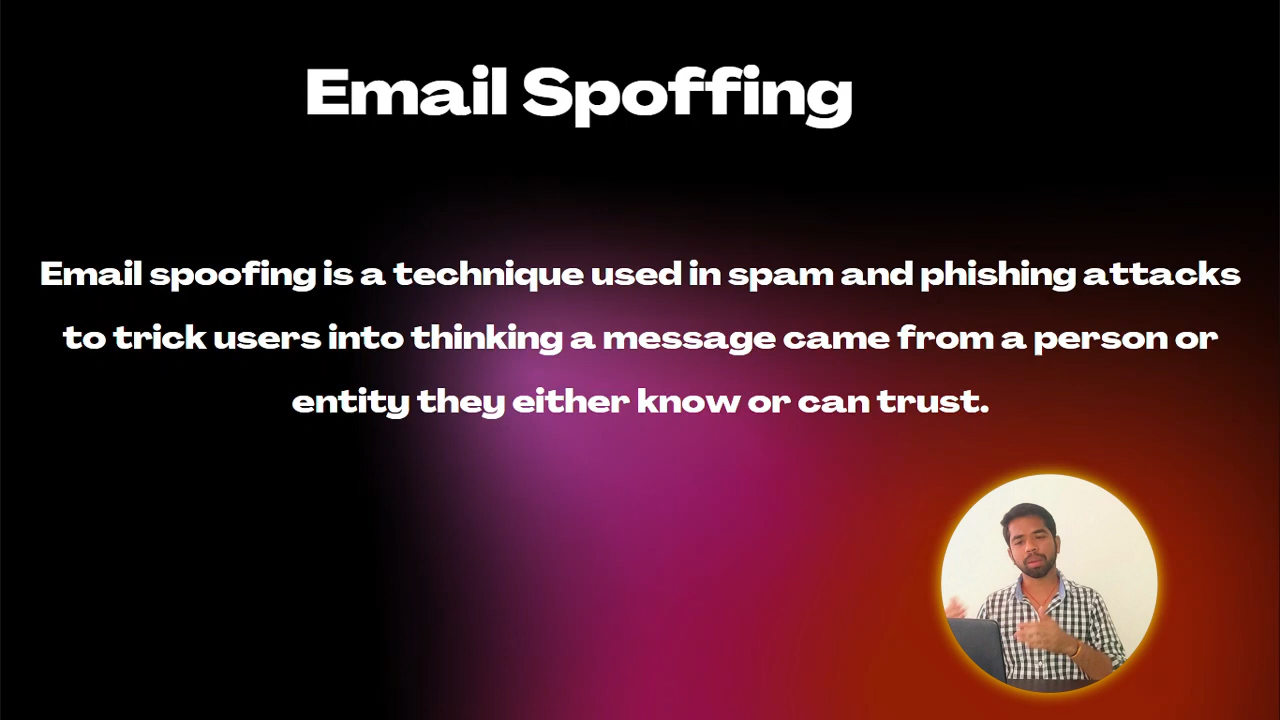 Email Spoffing
Email spoofing is a technique used in spam and phishing attacks
to trick users into thinking a message came from a person or
entity they either know or can trust.